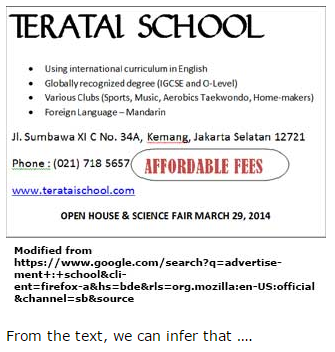 TERATAI SCHOOL
• Using international curriculum in English
• Globally recognized degree (IGCSE and O-Level)
• Various Clubs (Sports, Music, Aerobics Taekwondo, Home-makers)
• Foreign Language – Mandarin
Jl. Sumbawa XI C No. 34A, Kemang, Jakarta Selatan 12721
Phone : (021) 718 5657
AFFORDABLE FEES
www.terataischool.com
OPEN HOUSE & SCIENCE FAIR MARCH 29, 2014
Modified from
https://www.google.com/search?q=advertise-
ment+:+school&cli-
ent=firefox-a&hs=bde&rls=org.mozilla:en-US:official
&channel=sb&source
From the text, we can infer that ....